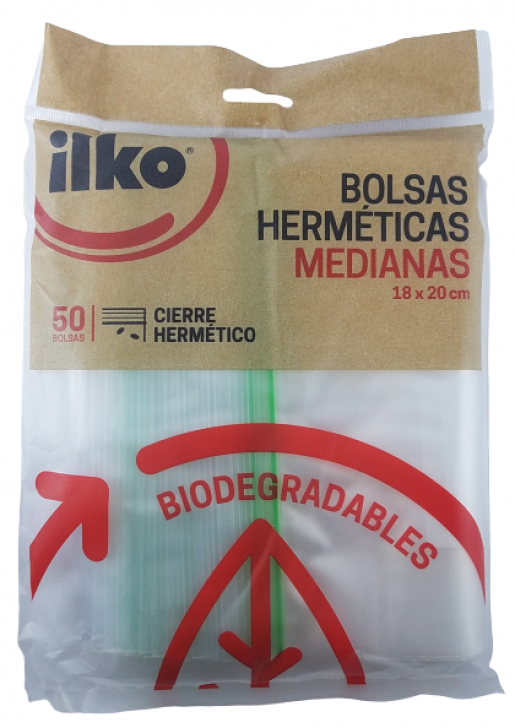 ilko®
BOLSAS
HERMÉTICAS
MEDIANAS
18 x 20 cm
50
BOLSAS
CIERRE
HERMÉTICO
BIODEGRADABLES